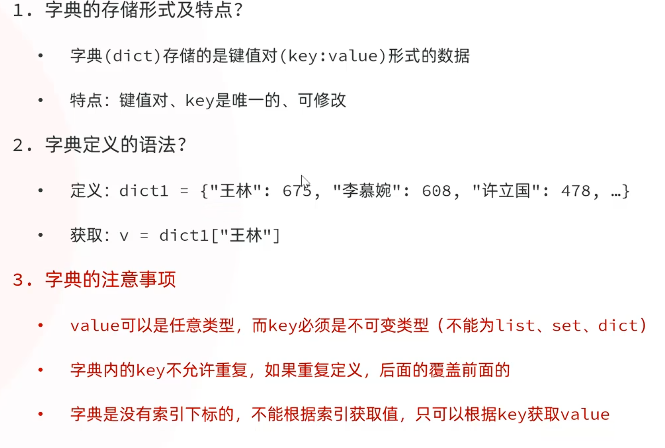 1. 字典的存储形式及特点?
• 字典(dict)存储的是键值对(key:value)形式的数据
• 特点: 键值对、key是唯一的、可修改
2. 字典定义的语法?
• 定义: dict1 = {"王林": 675, "李慕婉": 608, "许立国": 478, …}
• 获取: v = dict1["王林"]
3. 字典的注意事项
• value可以是任意类型,而key必须是不可变类型 (不能为list、set、dict)
• 字典内的key不允许重复,如果重复定义,后面的覆盖前面的
• 字典是没有索引下标的,不能根据索引获取值,只可以根据key获取value